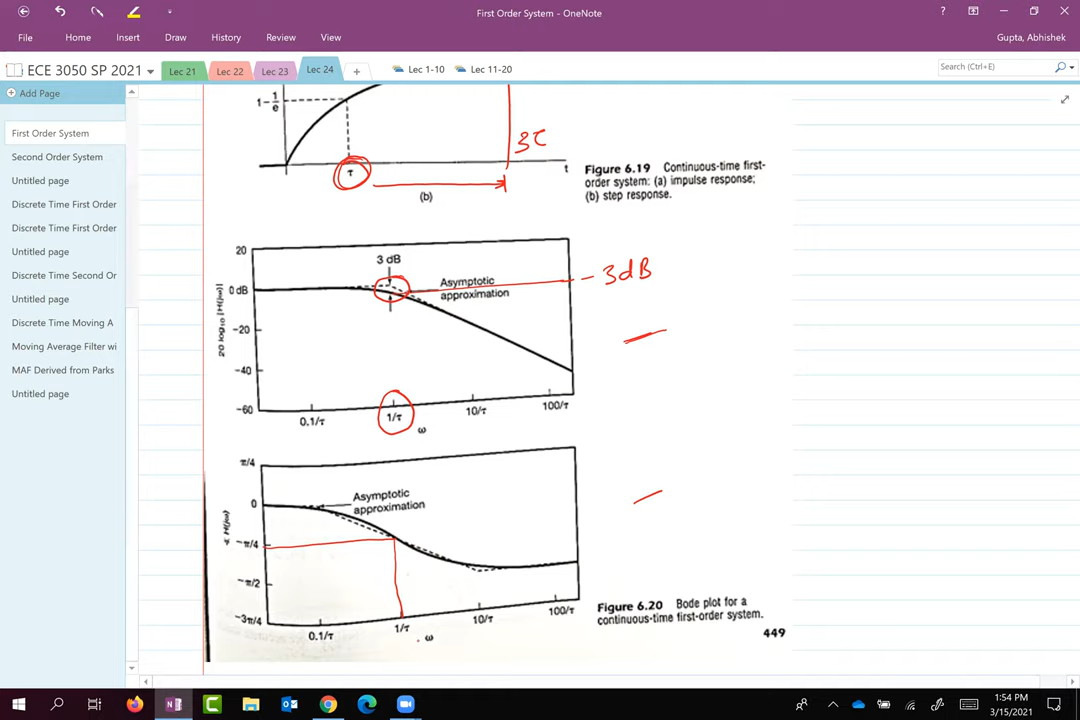 First Order System - OneNote
Gupta, Abhishek
File Home Insert Draw History Review View
ECE 3050 SP 2021
Lec 21 Lec 22 Lec 23 Lec 24 Lec 1-10 Lec 11-20
Search (Ctrl+E)
Add Page
First Order System
Second Order System
Untitled page
Discrete Time First Order
Discrete Time First Order
Untitled page
Discrete Time Second Or
Untitled page
Discrete Time Moving A
Moving Average Filter wi
MAF Derived from Parks
Untitled page
1 - 1/e
3τ
τ
t
(b)
Figure 6.19 Continuous-time first-
order system: (a) impulse response;
(b) step response.
20
3 dB
0 dB
Asymptotic
approximation
-3dB
20 log₁₀ |H(jω)|
-20
-40
-60
0.1/τ 1/τ 10/τ 100/τ
ω
π/4
0
Asymptotic
approximation
∢ H(jω)
-π/4
-π/2
-3π/4
0.1/τ 1/τ 10/τ 100/τ
ω
Figure 6.20 Bode plot for a
continuous-time first-order system.
449
1:54 PM
3/15/2021